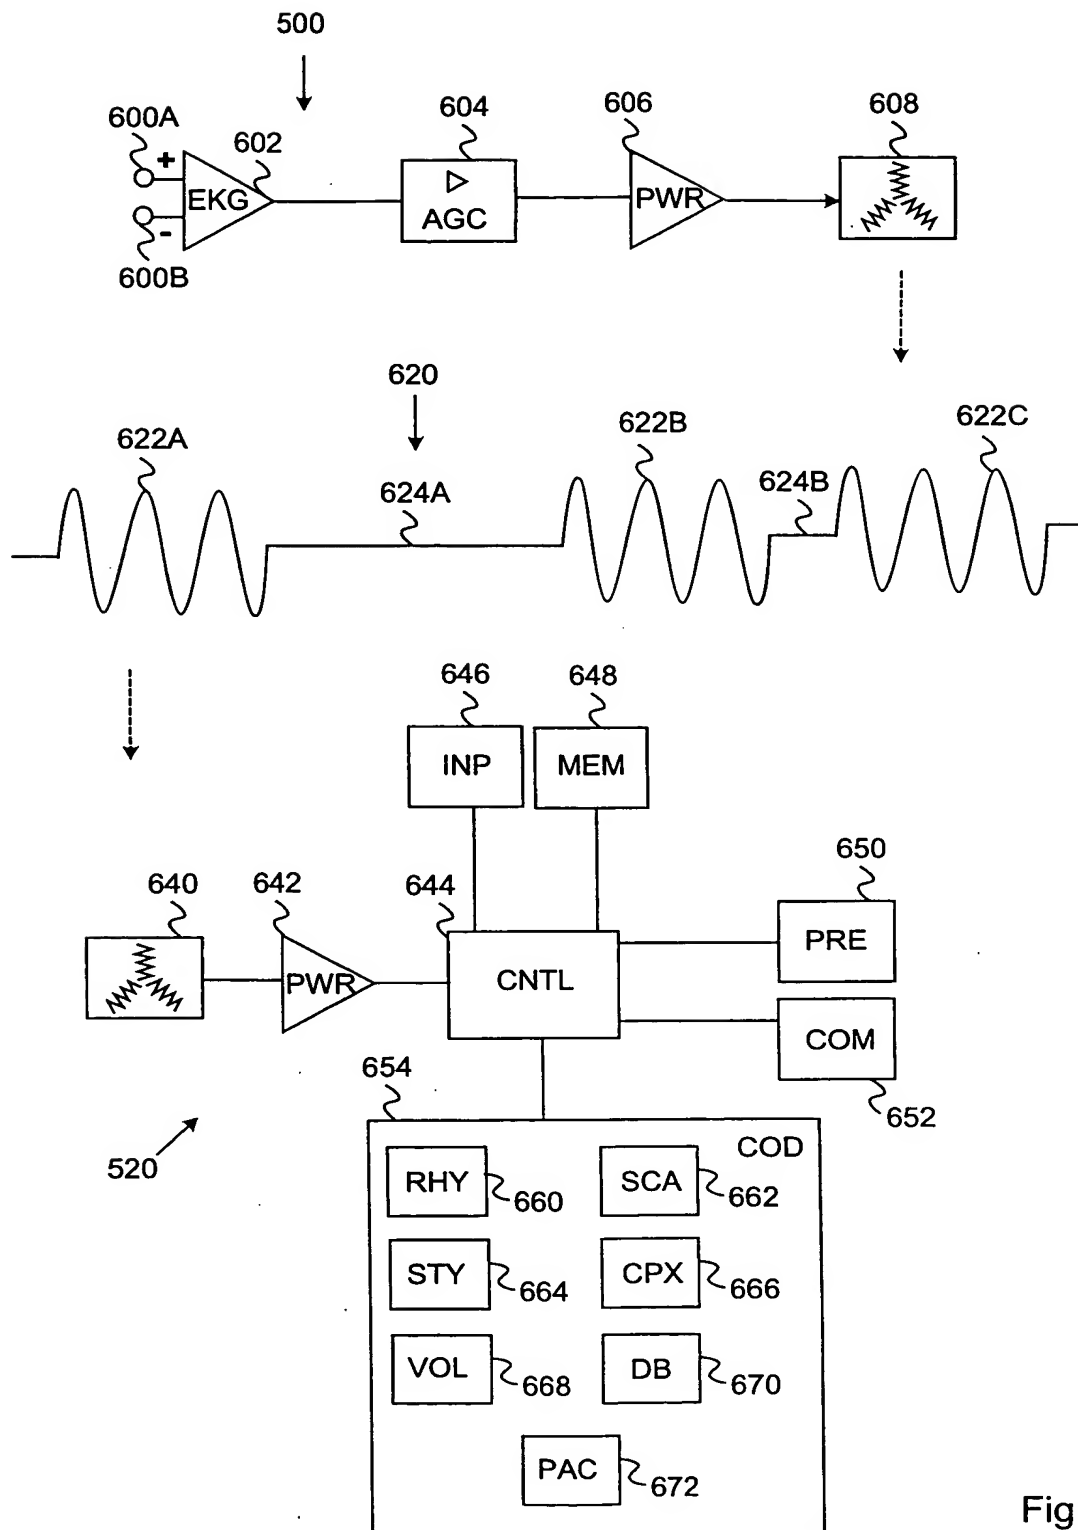 500
600A
602
604
606
608
+
EKG
AGC
PWR
-
600B
620
622A
624A
622B
624B
622C
646
648
INP
MEM
640
642
644
650
PWR
CNTL
PRE
COM
652
654
520
COD
RHY
660
SCA
662
STY
664
CPX
666
VOL
668
DB
670
PAC
672
Fig